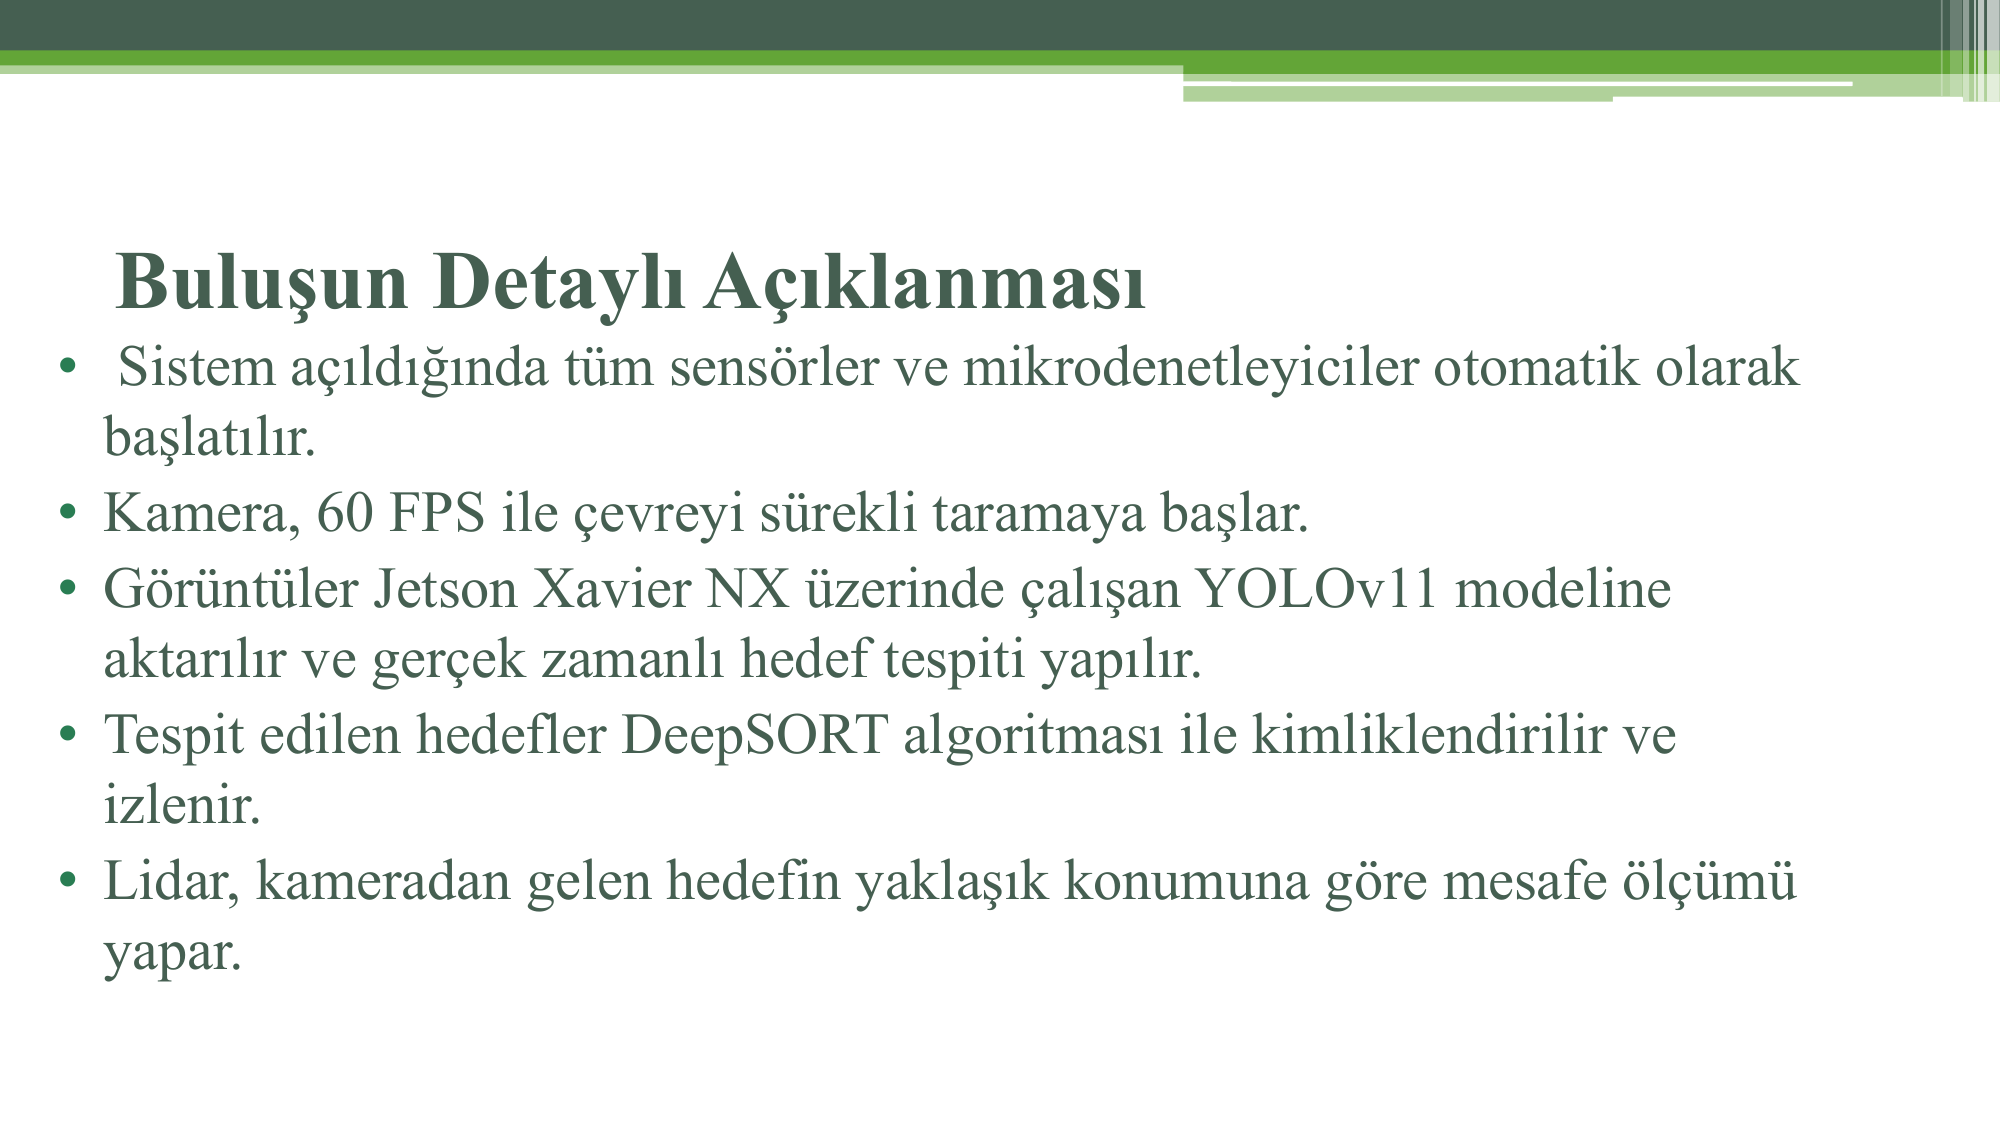 Buluşun Detaylı Açıklanması
• Sistem açıldığında tüm sensörler ve mikrodenetleyiciler otomatik olarak
başlatılır.
• Kamera, 60 FPS ile çevreyi sürekli taramaya başlar.
• Görüntüler Jetson Xavier NX üzerinde çalışan YOLOv11 modeline
aktarılır ve gerçek zamanlı hedef tespiti yapılır.
• Tespit edilen hedefler DeepSORT algoritması ile kimliklendirilir ve
izlenir.
• Lidar, kameradan gelen hedefin yaklaşık konumuna göre mesafe ölçümü
yapar.